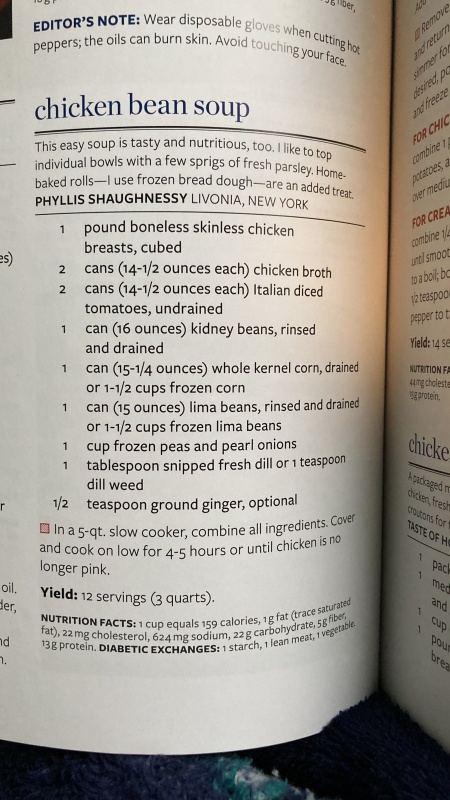 EDITOR'S NOTE: Wear disposable gloves when cutting hot
peppers; the oils can burn skin. Avoid touching your face.
chicken bean soup
This easy soup is tasty and nutritious, too. I like to top
individual bowls with a few sprigs of fresh parsley. Home-
baked rolls—I use frozen bread dough—are an added treat.
PHYLLIS SHAUGHNESSY LIVONIA, NEW YORK
1 pound boneless skinless chicken
breasts, cubed
2 cans (14-1/2 ounces each) chicken broth
2 cans (14-1/2 ounces each) Italian diced
tomatoes, undrained
1 can (16 ounces) kidney beans, rinsed
and drained
1 can (15-1/4 ounces) whole kernel corn, drained
or 1-1/2 cups frozen corn
1 can (15 ounces) lima beans, rinsed and drained
or 1-1/2 cups frozen lima beans
1 cup frozen peas and pearl onions
1 tablespoon snipped fresh dill or 1 teaspoon
dill weed
1/2 teaspoon ground ginger, optional
In a 5-qt. slow cooker, combine all ingredients. Cover
and cook on low for 4-5 hours or until chicken is no
longer pink.
Yield: 12 servings (3 quarts).
NUTRITION FACTS: 1 cup equals 159 calories, 1 g fat (trace saturated
fat), 22 mg cholesterol, 624 mg sodium, 22 g carbohydrate, 5 g fiber,
13 g protein. DIABETIC EXCHANGES: 1 starch, 1 lean meat, 1 vegetable.
Remove
and return
simmer for
desired, po
and freeze
FOR CHIC
combine 1
potatoes, a
over mediu
FOR CREA
combine 1/4
until smoot
to a boil; bo
1/2 teaspoo
pepper to ta
Yield: 14 se
NUTRITION FA
44 mg choleste
15 g protein.
chicke
A packaged m
chicken, fresh
croutons for
TASTE OF HO
1 pack
1 med
and
1 cup
1 pour
brea